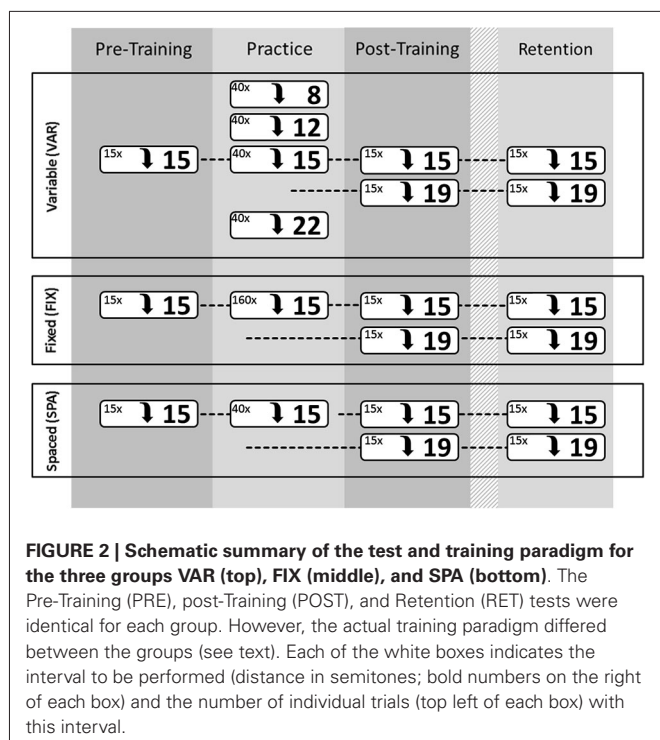 Pre-Training Practice Post-Training Retention
Variable (VAR)
40x 8
40x 12
15x 15 40x 15 15x 15 15x 15
15x 19 15x 19
40x 22
Fixed (FIX)
15x 15 160x 15 15x 15 15x 15
15x 19 15x 19
Spaced (SPA)
15x 15 40x 15 15x 15 15x 15
15x 19 15x 19
FIGURE 2 | Schematic summary of the test and training paradigm for
the three groups VAR (top), FIX (middle), and SPA (bottom). The
Pre-Training (PRE), post-Training (POST), and Retention (RET) tests were
identical for each group. However, the actual training paradigm differed
between the groups (see text). Each of the white boxes indicates the
interval to be performed (distance in semitones; bold numbers on the right
of each box) and the number of individual trials (top left of each box) with
this interval.